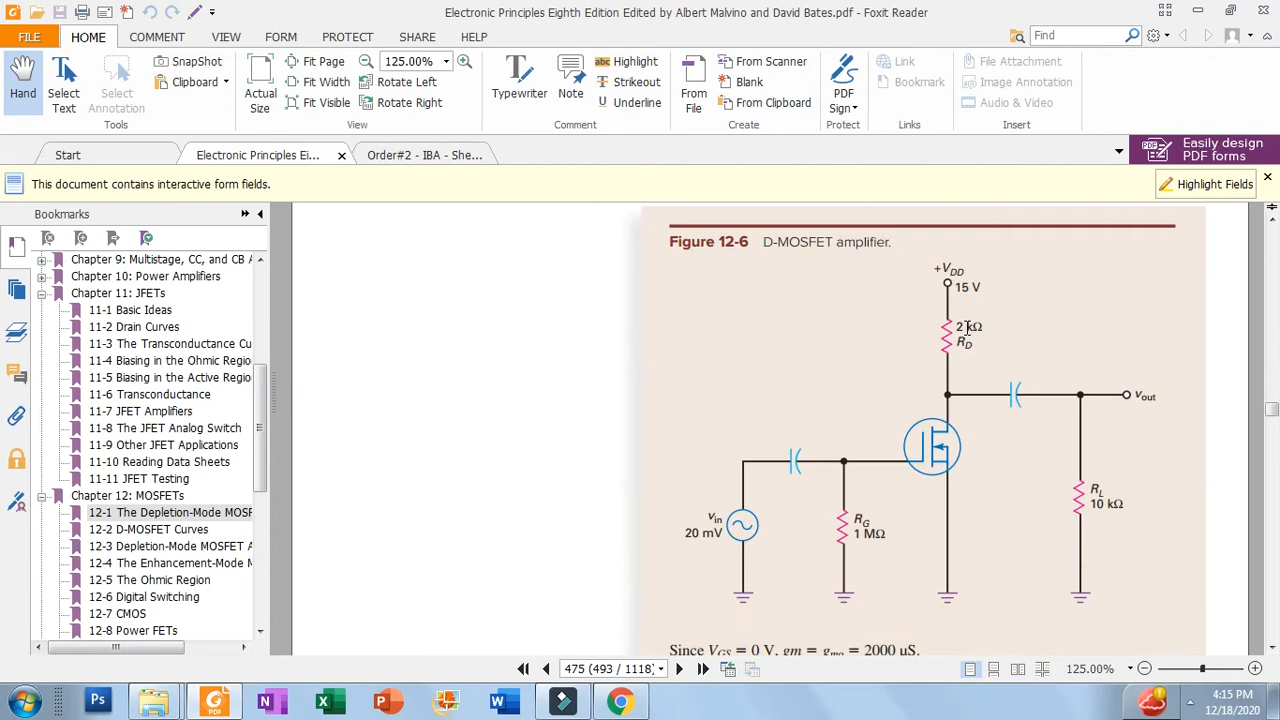 Electronic Principles Eighth Edition Edited by Albert Malvino and David Bates.pdf - Foxit Reader
FILE HOME COMMENT VIEW FORM PROTECT SHARE HELP Find
Hand
Select Text
Select Annotation
SnapShot
Clipboard
Tools
Actual Size
Fit Page
Fit Width
Fit Visible
125.00%
Rotate Left
Rotate Right
View
Typewriter
Note
Highlight
Strikeout
Underline
Comment
From File
From Scanner
Blank
From Clipboard
Create
PDF Sign
Protect
Link
Bookmark
Links
File Attachment
Image Annotation
Audio & Video
Insert
Start
Electronic Principles Ei...
Order#2 - IBA - She...
Easily design PDF forms
This document contains interactive form fields.
Highlight Fields
Bookmarks
Chapter 9: Multistage, CC, and CB A
Chapter 10: Power Amplifiers
Chapter 11: JFETs
11-1 Basic Ideas
11-2 Drain Curves
11-3 The Transconductance Cu
11-4 Biasing in the Ohmic Regio
11-5 Biasing in the Active Regio
11-6 Transconductance
11-7 JFET Amplifiers
11-8 The JFET Analog Switch
11-9 Other JFET Applications
11-10 Reading Data Sheets
11-11 JFET Testing
Chapter 12: MOSFETs
12-1 The Depletion-Mode MOSF
12-2 D-MOSFET Curves
12-3 Depletion-Mode MOSFET A
12-4 The Enhancement-Mode M
12-5 The Ohmic Region
12-6 Digital Switching
12-7 CMOS
12-8 Power FETs
Figure 12-6 D-MOSFET amplifier.
+VDD
15 V
2 kΩ
RD
vout
vin
20 mV
RG
1 MΩ
RL
10 kΩ
Since VGS = 0 V, gm = gmo = 2000 μS.
475 (493 / 1118)
125.00%
Ps
PDF
N
X
P
W
4:15 PM
12/18/2020